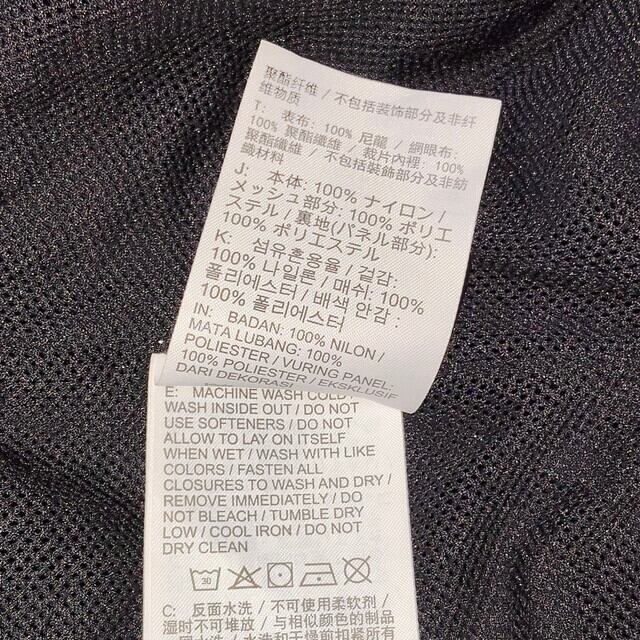 聚酯纤维 / 不包括装饰部分及非纤
维物质
T: 表布: 100% 尼龍 / 網眼布:
100% 聚酯纖維 / 裁片內裡: 100%
聚酯纖維 / 不包括裝飾部分及非紡
織材料
J: 本体: 100% ナイロン /
メッシュ部分: 100% ポリエ
ステル / 裏地(パネル部分):
100% ポリエステル
K: 섬유혼용율 / 겉감:
100% 나일론 / 매쉬: 100%
폴리에스터 / 배색 안감 :
100% 폴리에스터
IN: BADAN: 100% NILON /
MATA LUBANG: 100%
POLIESTER / VURING PANEL:
100% POLIESTER / EKSKLUSIF
DARI DEKORASI
E: MACHINE WASH COLD /
WASH INSIDE OUT / DO NOT
USE SOFTENERS / DO NOT
ALLOW TO LAY ON ITSELF
WHEN WET / WASH WITH LIKE
COLORS / FASTEN ALL
CLOSURES TO WASH AND DRY /
REMOVE IMMEDIATELY / DO
NOT BLEACH / TUMBLE DRY
LOW / COOL IRON / DO NOT
DRY CLEAN
30
C: 反面水洗 / 不可使用柔软剂 /
湿时不可堆放 / 与相似颜色的制品